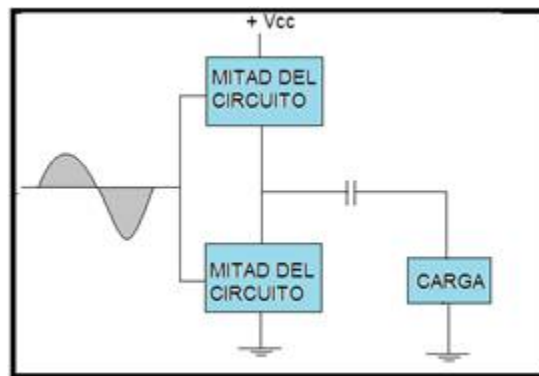 + Vcc
MITAD DEL
CIRCUITO
MITAD DEL
CIRCUITO
CARGA